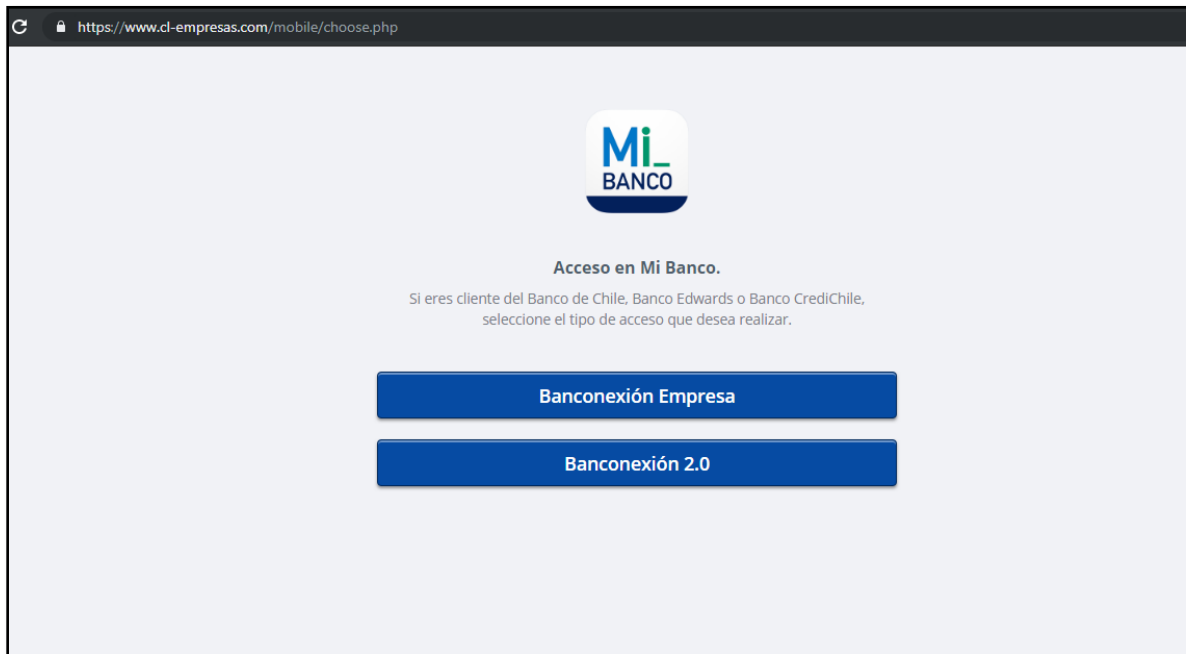 https://www.cl-empresas.com/mobile/choose.php
Mi_
BANCO
Acceso en Mi Banco.
Si eres cliente del Banco de Chile, Banco Edwards o Banco CrediChile,
seleccione el tipo de acceso que desea realizar.
Banconexión Empresa
Banconexión 2.0